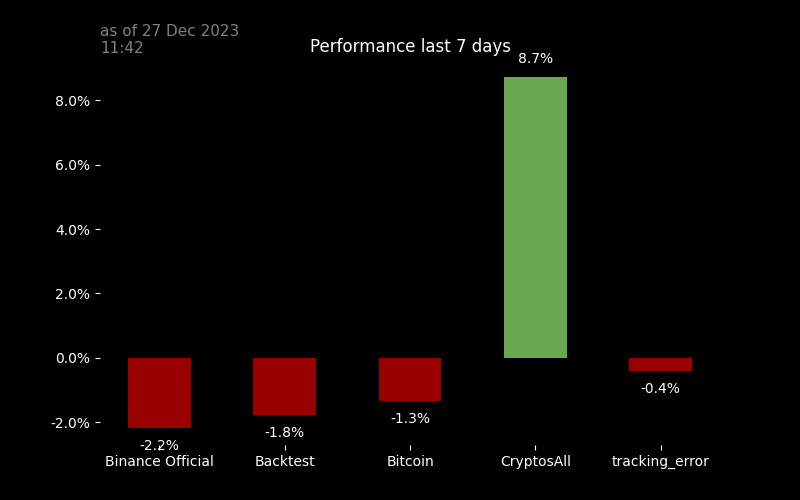 as of 27 Dec 2023
11:42
Performance last 7 days
8.7%
8.0%
6.0%
4.0%
2.0%
0.0%
-2.0%
-2.2%
-1.8%
-1.3%
-0.4%
Binance Official
Backtest
Bitcoin
CryptosAll
tracking_error